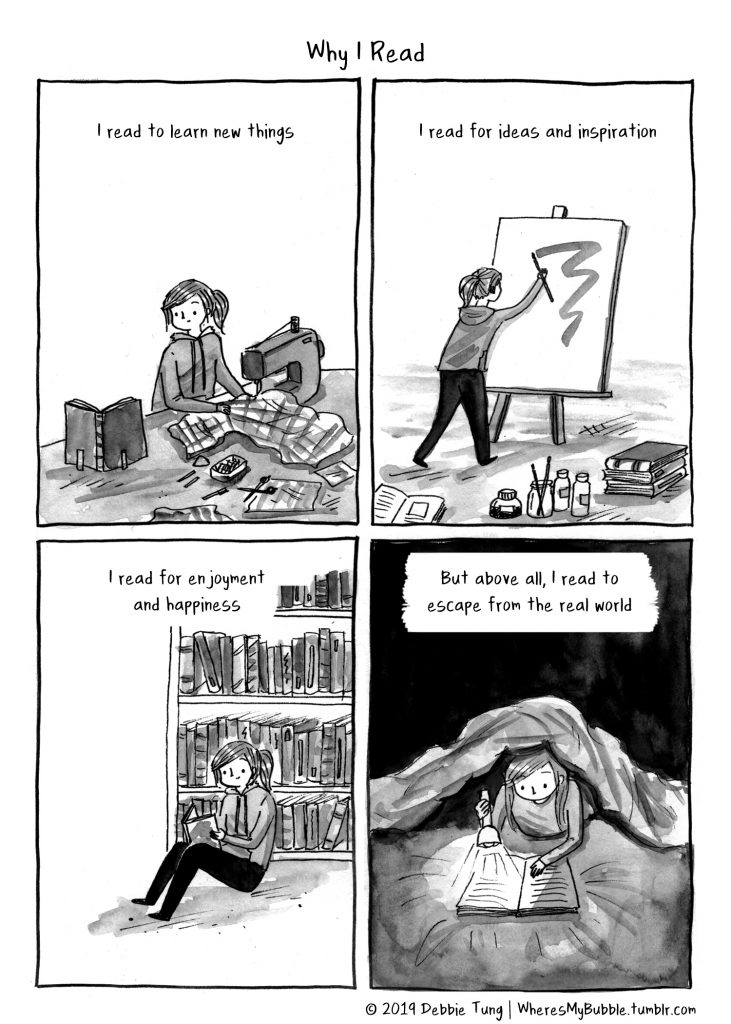 Why I Read
I read to learn new things
I read for ideas and inspiration
I read for enjoyment
and happiness
But above all, I read to
escape from the real world
© 2019 Debbie Tung | WheresMyBubble.tumblr.com